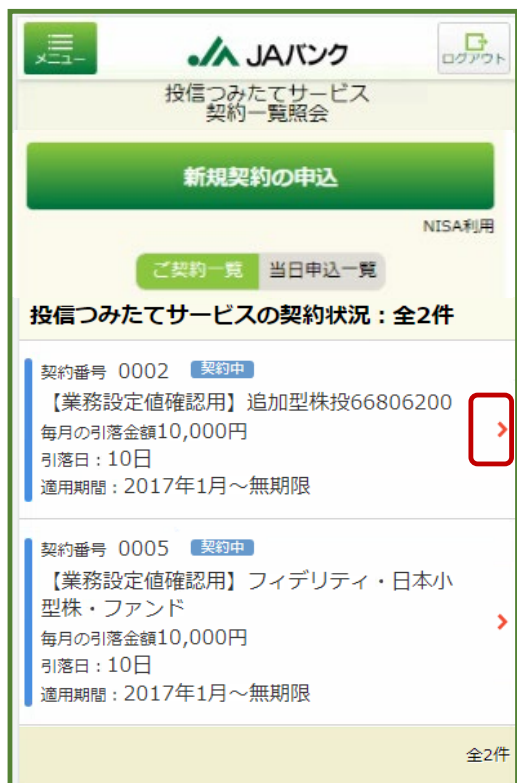 メニュー
JAバンク
ログアウト
投信つみたてサービス
契約一覧照会
新規契約の申込
NISA利用
ご契約一覧 当日申込一覧
投信つみたてサービスの契約状況：全2件
契約番号 0002 契約中
【業務設定値確認用】追加型株投66806200
毎月の引落金額10,000円
引落日：10日
適用期間：2017年1月～無期限
契約番号 0005 契約中
【業務設定値確認用】フィデリティ・日本小
型株・ファンド
毎月の引落金額10,000円
引落日：10日
適用期間：2017年1月～無期限
全2件